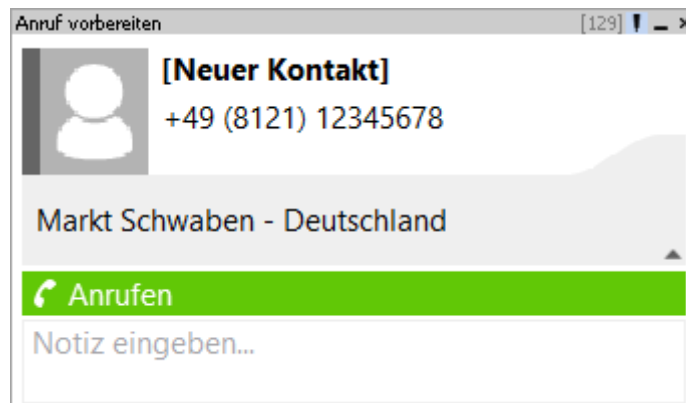 Anruf vorbereiten [129]
[Neuer Kontakt]
+49 (8121) 12345678
Markt Schwaben - Deutschland
Anrufen
Notiz eingeben...